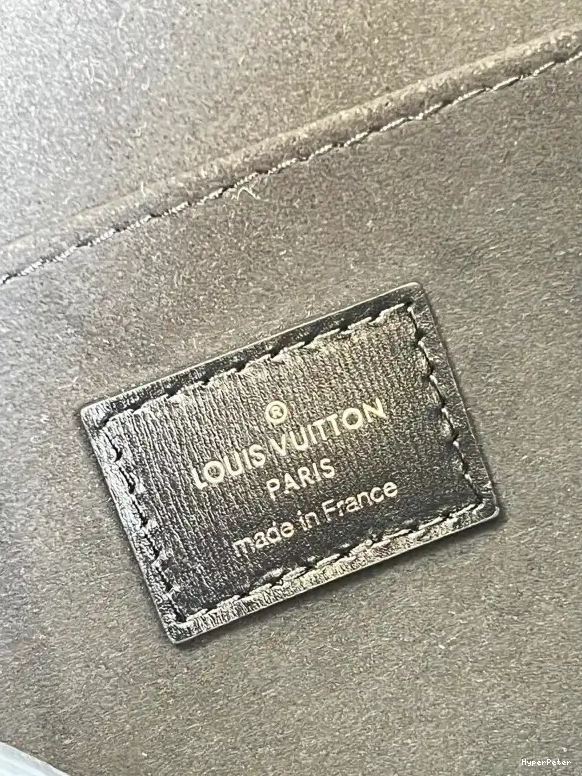 ®
LOUIS VUITTON
PARIS
made in France
HyperPeter